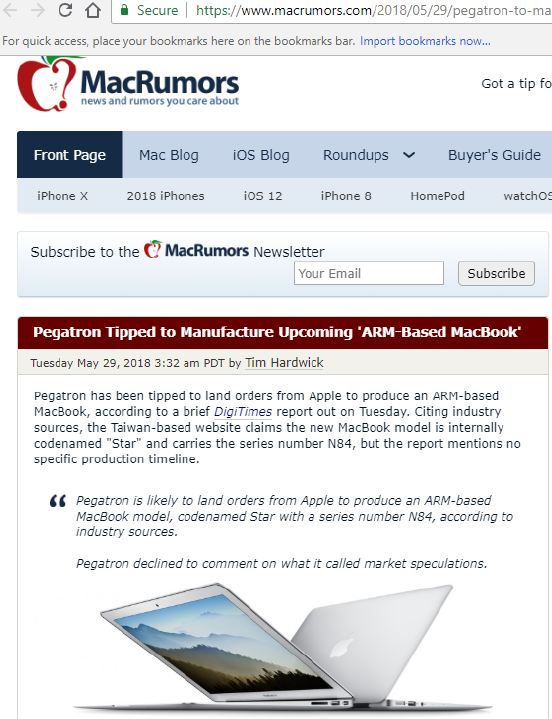 Secure https://www.macrumors.com/2018/05/29/pegatron-to-ma
For quick access, place your bookmarks here on the bookmarks bar. Import bookmarks now...
MacRumors
news and rumors you care about
Got a tip fo
Front Page Mac Blog iOS Blog Roundups Buyer's Guide
iPhone X 2018 iPhones iOS 12 iPhone 8 HomePod watchOS
Subscribe to the MacRumors Newsletter
Your Email Subscribe
Pegatron Tipped to Manufacture Upcoming 'ARM-Based MacBook'
Tuesday May 29, 2018 3:32 am PDT by Tim Hardwick
Pegatron has been tipped to land orders from Apple to produce an ARM-based
MacBook, according to a brief DigiTimes report out on Tuesday. Citing industry
sources, the Taiwan-based website claims the new MacBook model is internally
codenamed "Star" and carries the series number N84, but the report mentions no
specific production timeline.
“ Pegatron is likely to land orders from Apple to produce an ARM-based
MacBook model, codenamed Star with a series number N84, according to
industry sources.
Pegatron declined to comment on what it called market speculations.